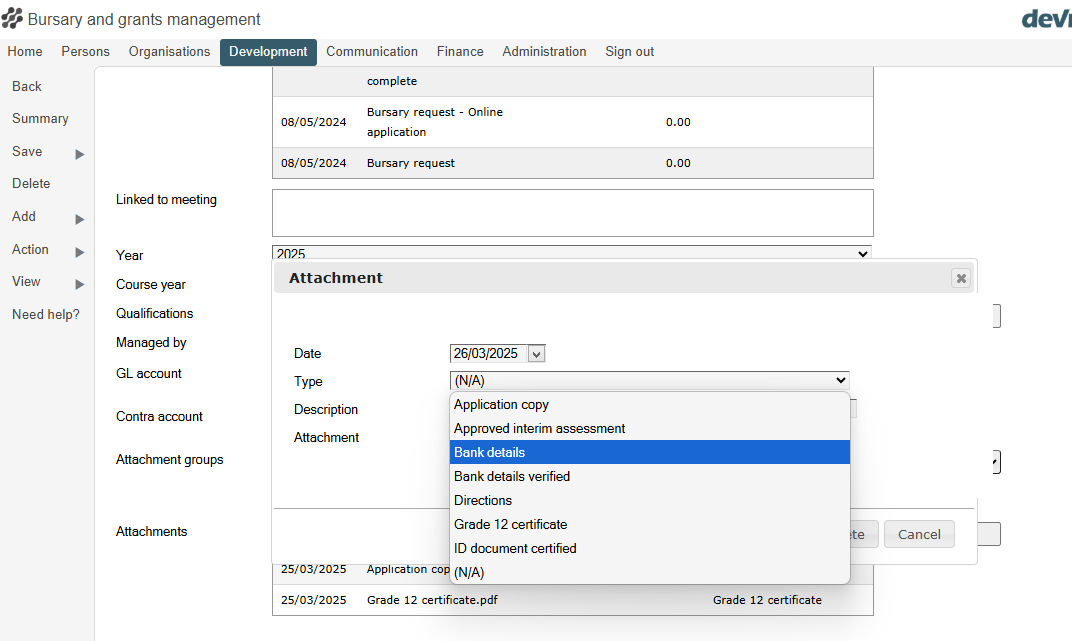 Bursary and grants management
Home Persons Organisations Development Communication Finance Administration Sign out
Back
Summary
Save
Delete
Add
Action
View
Need help?
complete
08/05/2024 Bursary request - Online application 0.00
08/05/2024 Bursary request 0.00
Linked to meeting
Year 2025
Course year
Qualifications
Managed by
GL account
Contra account
Attachment groups
Attachments
Attachment
Date 26/03/2025
Type (N/A)
Description
Attachment
Application copy
Approved interim assessment
Bank details
Bank details verified
Directions
Grade 12 certificate
ID document certified
(N/A)
Cancel
25/03/2025 Application cop
25/03/2025 Grade 12 certificate.pdf Grade 12 certificate